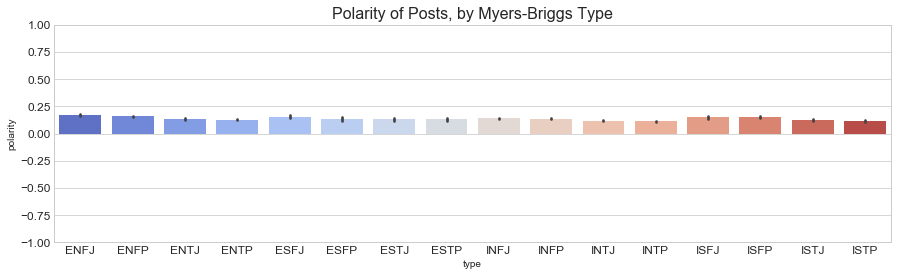 Polarity of Posts, by Myers-Briggs Type
1.00
0.75
0.50
0.25
0.00
−0.25
−0.50
−0.75
−1.00
polarity
ENFJ ENFP ENTJ ENTP ESFJ ESFP ESTJ ESTP INFJ INFP INTJ INTP ISFJ ISFP ISTJ ISTP
type